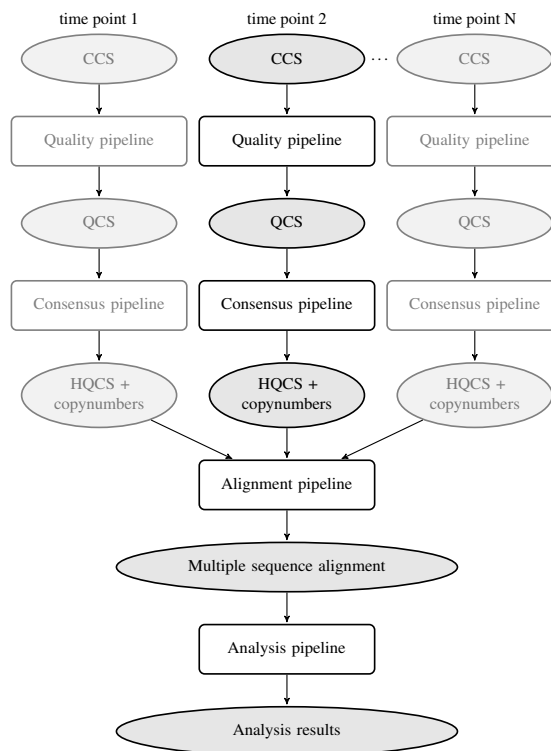 time point 1 time point 2 time point N
CCS CCS ... CCS
Quality pipeline Quality pipeline Quality pipeline
QCS QCS QCS
Consensus pipeline Consensus pipeline Consensus pipeline
HQCS + HQCS + HQCS +
copynumbers copynumbers copynumbers
Alignment pipeline
Multiple sequence alignment
Analysis pipeline
Analysis results